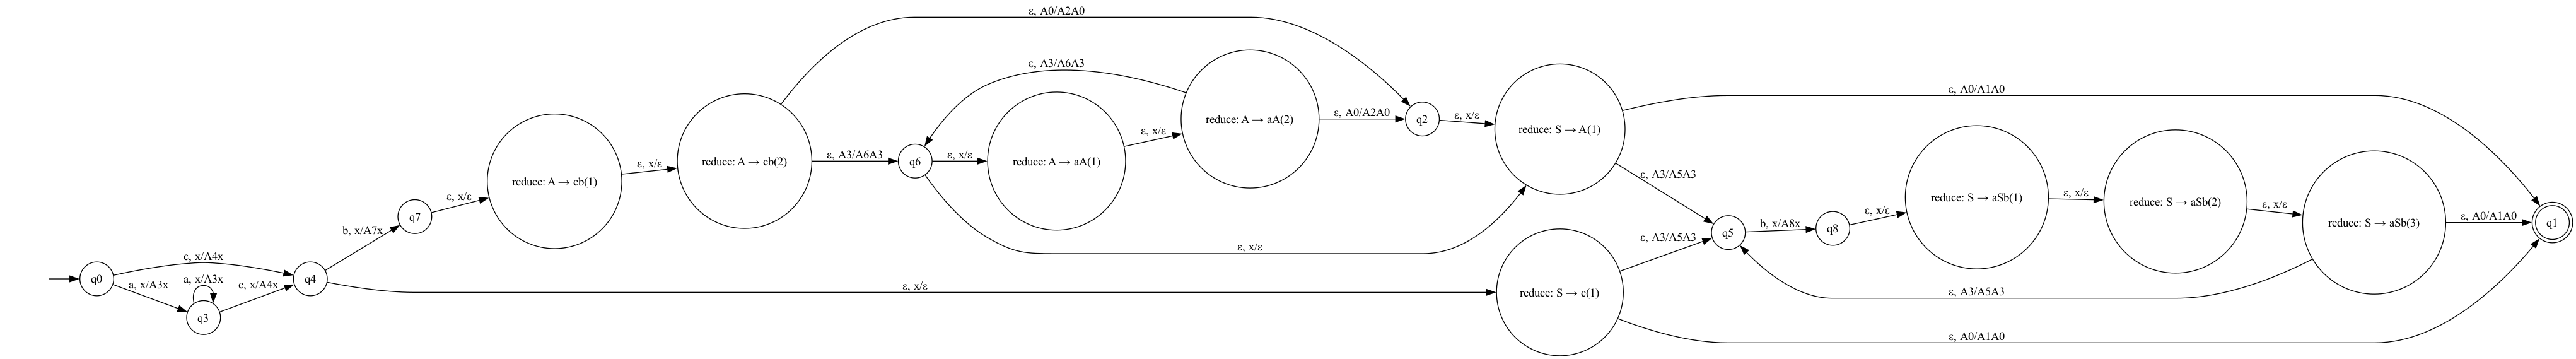 ε, A0/A2A0
ε, A3/A6A3
ε, A0/A1A0
reduce: A → aA(2)
ε, A0/A2A0
q2
ε, x/ε
reduce: S → A(1)
ε, x/ε
reduce: A → cb(2)
ε, A3/A6A3
q6
ε, x/ε
reduce: A → aA(1)
ε, x/ε
reduce: A → cb(1)
ε, x/ε
q7
b, x/A7x
ε, A3/A5A3
reduce: S → aSb(1)
ε, x/ε
reduce: S → aSb(2)
ε, x/ε
reduce: S → aSb(3)
ε, A0/A1A0
q1
q5
b, x/A8x
q8
ε, x/ε
ε, A3/A5A3
ε, x/ε
q0
c, x/A4x
a, x/A3x
a, x/A3x
c, x/A4x
q4
q3
ε, x/ε
reduce: S → c(1)
ε, A3/A5A3
ε, A0/A1A0